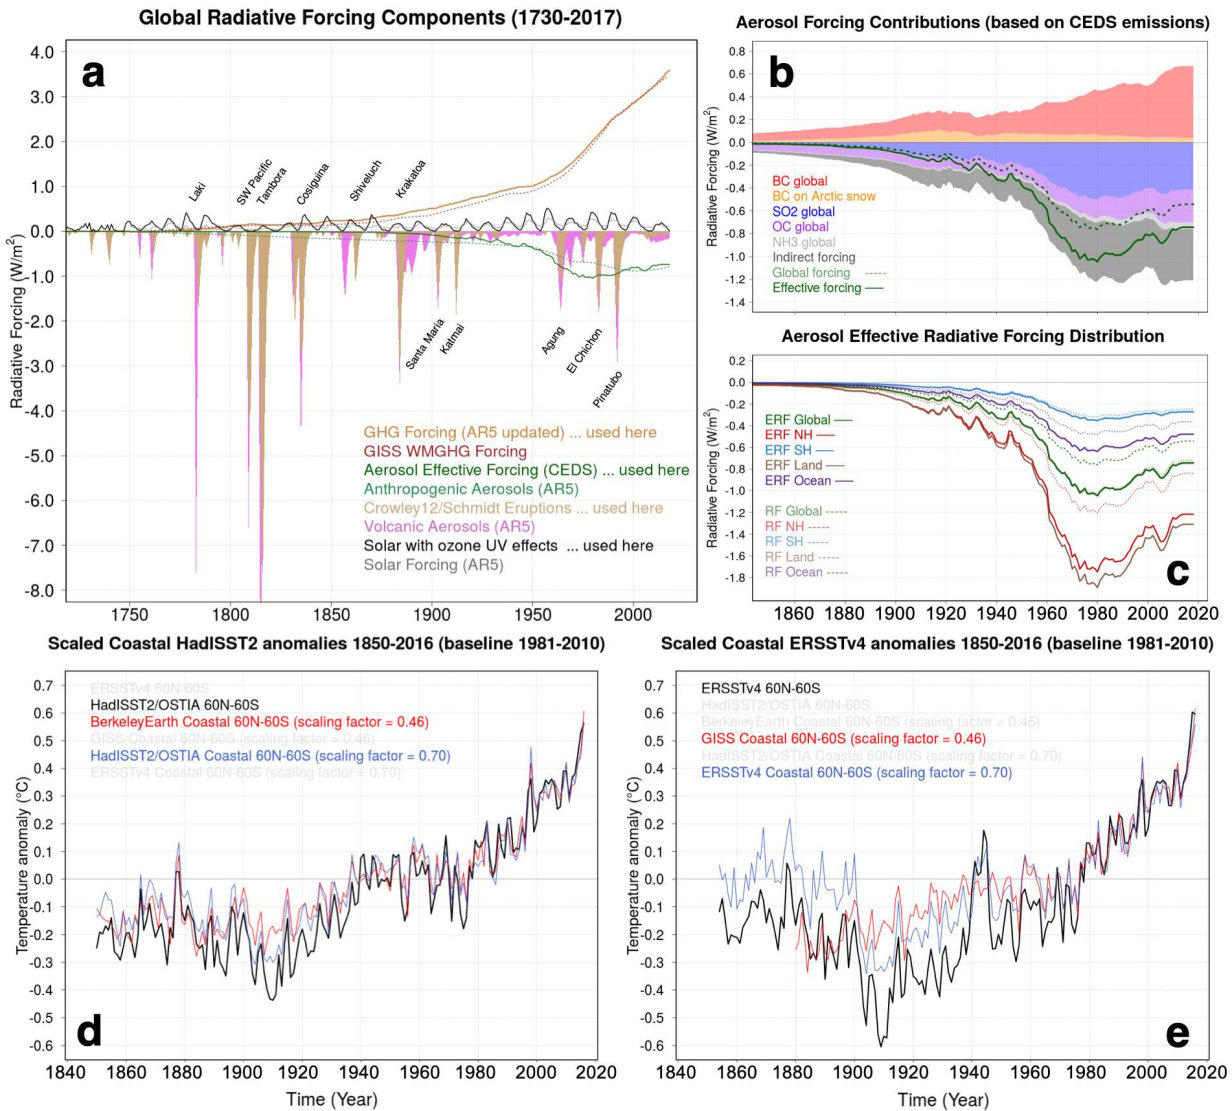 Global Radiative Forcing Components (1730-2017)
a
Radiative Forcing (W/m²)
4.0
3.0
2.0
1.0
0.0
-1.0
-2.0
-3.0
-4.0
-5.0
-6.0
-7.0
-8.0
Laki
SW Pacific
Tambora
Cosiguina
Shiveluch
Krakatoa
Santa Maria
Katmai
Agung
El Chichon
Pinatubo
GHG Forcing (AR5 updated) ... used here
GISS WMGHG Forcing
Aerosol Effective Forcing (CEDS) ... used here
Anthropogenic Aerosols (AR5)
Crowley12/Schmidt Eruptions ... used here
Volcanic Aerosols (AR5)
Solar with ozone UV effects ... used here
Solar Forcing (AR5)
1750 1800 1850 1900 1950 2000
Aerosol Forcing Contributions (based on CEDS emissions)
b
Radiative Forcing (W/m²)
0.8
0.6
0.4
0.2
0.0
-0.2
-0.4
-0.6
-0.8
-1.0
-1.2
-1.4
BC global
BC on Arctic snow
SO2 global
OC global
NH3 global
Indirect forcing
Global forcing -----
Effective forcing ——
Aerosol Effective Radiative Forcing Distribution
Radiative Forcing (W/m²)
0.2
0.0
-0.2
-0.4
-0.6
-0.8
-1.0
-1.2
-1.4
-1.6
-1.8
ERF Global ——
ERF NH ——
ERF SH ——
ERF Land ——
ERF Ocean ——
RF Global -----
RF NH -----
RF SH -----
RF Land -----
RF Ocean -----
c
1860 1880 1900 1920 1940 1960 1980 2000 2020
Scaled Coastal HadISST2 anomalies 1850-2016 (baseline 1981-2010)
Temperature anomaly (°C)
0.7
0.6
0.5
0.4
0.3
0.2
0.1
0.0
-0.1
-0.2
-0.3
-0.4
-0.5
-0.6
ERSSTv4 60N-60S
HadISST2/OSTIA 60N-60S
BerkeleyEarth Coastal 60N-60S (scaling factor = 0.46)
GISS Coastal 60N-60S (scaling factor = 0.46)
HadISST2/OSTIA Coastal 60N-60S (scaling factor = 0.70)
ERSSTv4 Coastal 60N-60S (scaling factor = 0.70)
d
1840 1860 1880 1900 1920 1940 1960 1980 2000 2020
Time (Year)
Scaled Coastal ERSSTv4 anomalies 1850-2016 (baseline 1981-2010)
Temperature anomaly (°C)
0.7
0.6
0.5
0.4
0.3
0.2
0.1
0.0
-0.1
-0.2
-0.3
-0.4
-0.5
-0.6
ERSSTv4 60N-60S
HadISST2/OSTIA 60N-60S
BerkeleyEarth Coastal 60N-60S (scaling factor = 0.46)
GISS Coastal 60N-60S (scaling factor = 0.46)
HadISST2/OSTIA Coastal 60N-60S (scaling factor = 0.70)
ERSSTv4 Coastal 60N-60S (scaling factor = 0.70)
e
1840 1860 1880 1900 1920 1940 1960 1980 2000 2020
Time (Year)